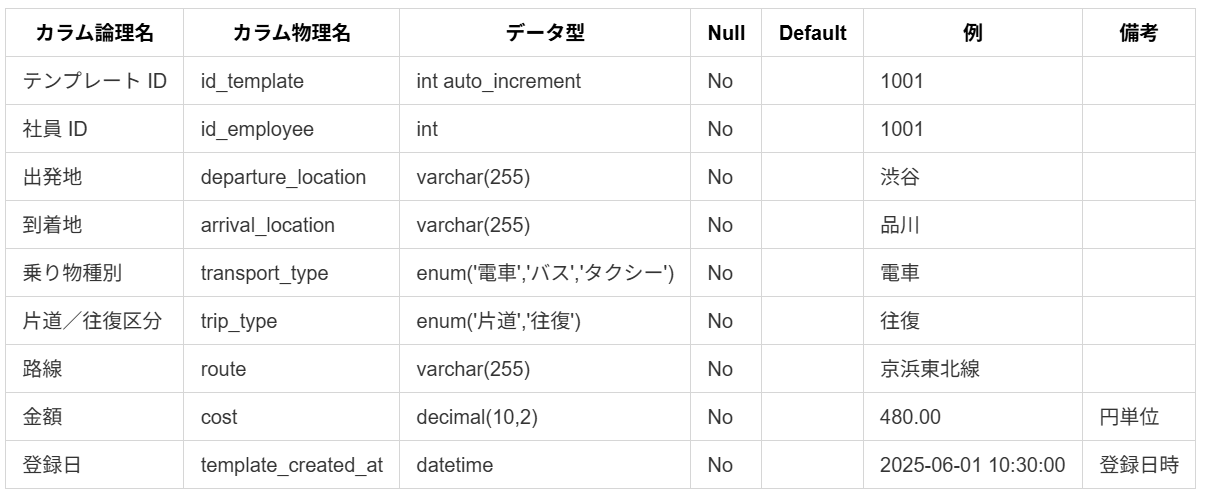 カラム論理名 カラム物理名 データ型 Null Default 例 備考
テンプレート ID id_template int auto_increment No 1001
社員 ID id_employee int No 1001
出発地 departure_location varchar(255) No 渋谷
到着地 arrival_location varchar(255) No 品川
乗り物種別 transport_type enum('電車','バス','タクシー') No 電車
片道／往復区分 trip_type enum('片道','往復') No 往復
路線 route varchar(255) No 京浜東北線
金額 cost decimal(10,2) No 480.00 円単位
登録日 template_created_at datetime No 2025-06-01 10:30:00 登録日時